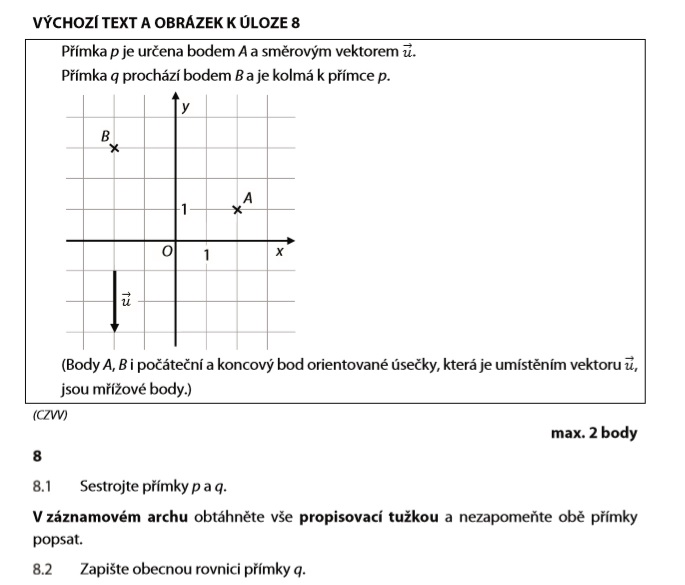 VÝCHOZÍ TEXT A OBRÁZEK K ÚLOZE 8
Přímka p je určena bodem A a směrovým vektorem u⃗.
Přímka q prochází bodem B a je kolmá k přímce p.
y
B
A
1
O
1
x
u⃗
(Body A, B i počáteční a koncový bod orientované úsečky, která je umístěním vektoru u⃗,
jsou mřížové body.)
(CZVV)
max. 2 body
8
8.1 Sestrojte přímky p a q.
V záznamovém archu obtáhněte vše propisovací tužkou a nezapomeňte obě přímky
popsat.
8.2 Zapište obecnou rovnici přímky q.